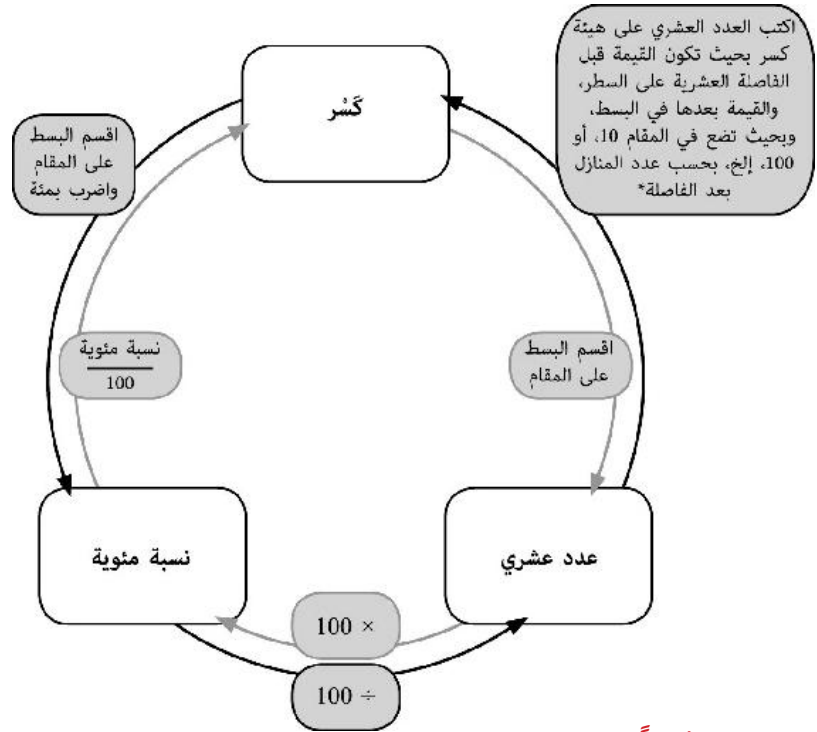 اكتب العدد العشري على هيئة
كسر بحيث تكون القيمة قبل
الفاصلة العشرية على السطر،
والقيمة بعدها في البسط،
وبحيث تضع في المقام 10، أو
100، إلخ، بحسب عدد المنازل
بعد الفاصلة*
كَسْر
اقسم البسط
على المقام
واضرب بمئة
اقسم البسط
على المقام
نسبة مئوية
100
عدد عشري
نسبة مئوية
100 ×
100 ÷